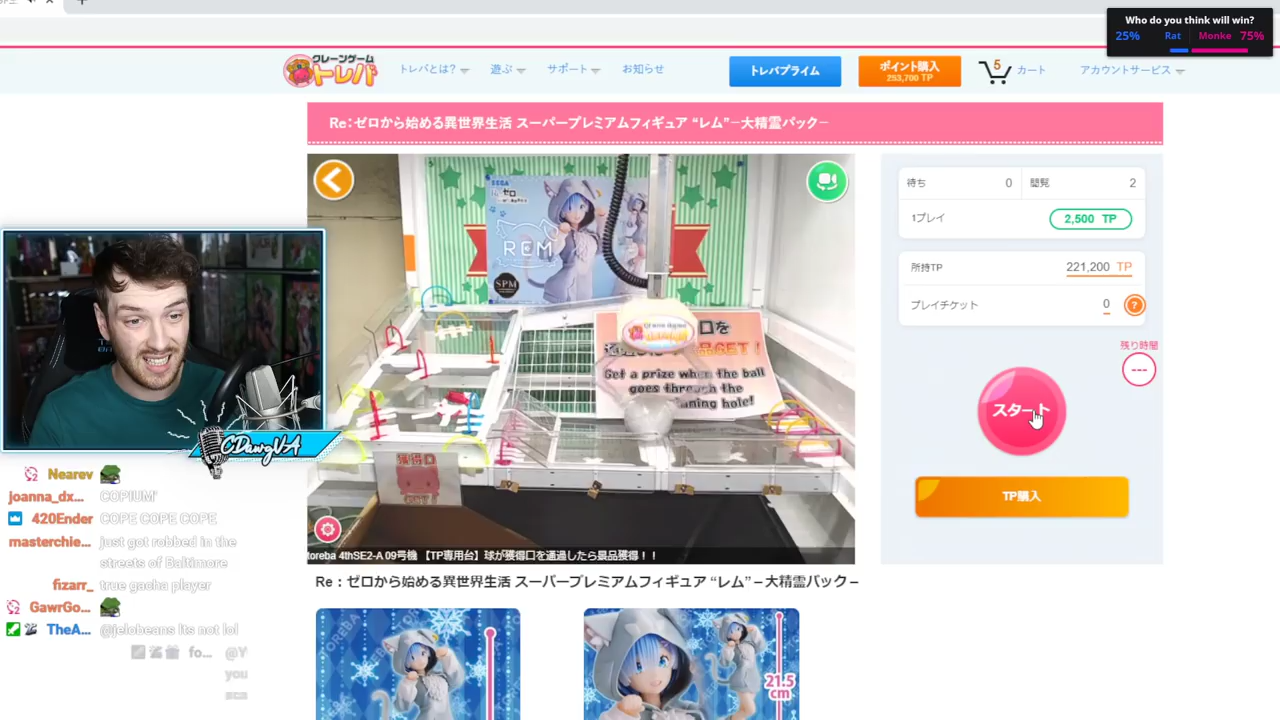 Who do you think will win?
25% Rat Monke 75%
クレーンゲーム
トレバ
トレバとは?
遊ぶ
サポート
お知らせ
トレバプライム
ポイント購入
253,700 TP
5
カート
アカウントサービス
Re:ゼロから始める異世界生活 スーパープレミアムフィギュア “レム”−大精霊パック−
待ち 0
閲覧 2
1プレイ 2,500 TP
所持TP 221,200 TP
プレイチケット 0 ?
残り時間
---
スタート
TP購入
SEGA
REM
SPM
口を
Get a prize when the ball
goes through the
hole!
獲得口
toreba 4thSE2-A 09号機 【TP専用台】球が獲得口を通過したら景品獲得!!
Re:ゼロから始める異世界生活 スーパープレミアムフィギュア “レム” −大精霊パック−
21.5
cm
CDawgVA
Nearev
joanna_dx... COPIUM
420Ender COPE COPE COPE
masterchie... just got robbed in the
streets of Baltimore
fizarr_ true gacha player
GawrGo...
TheA... @jelobeans Its not lol
fo... @Y
you
sca